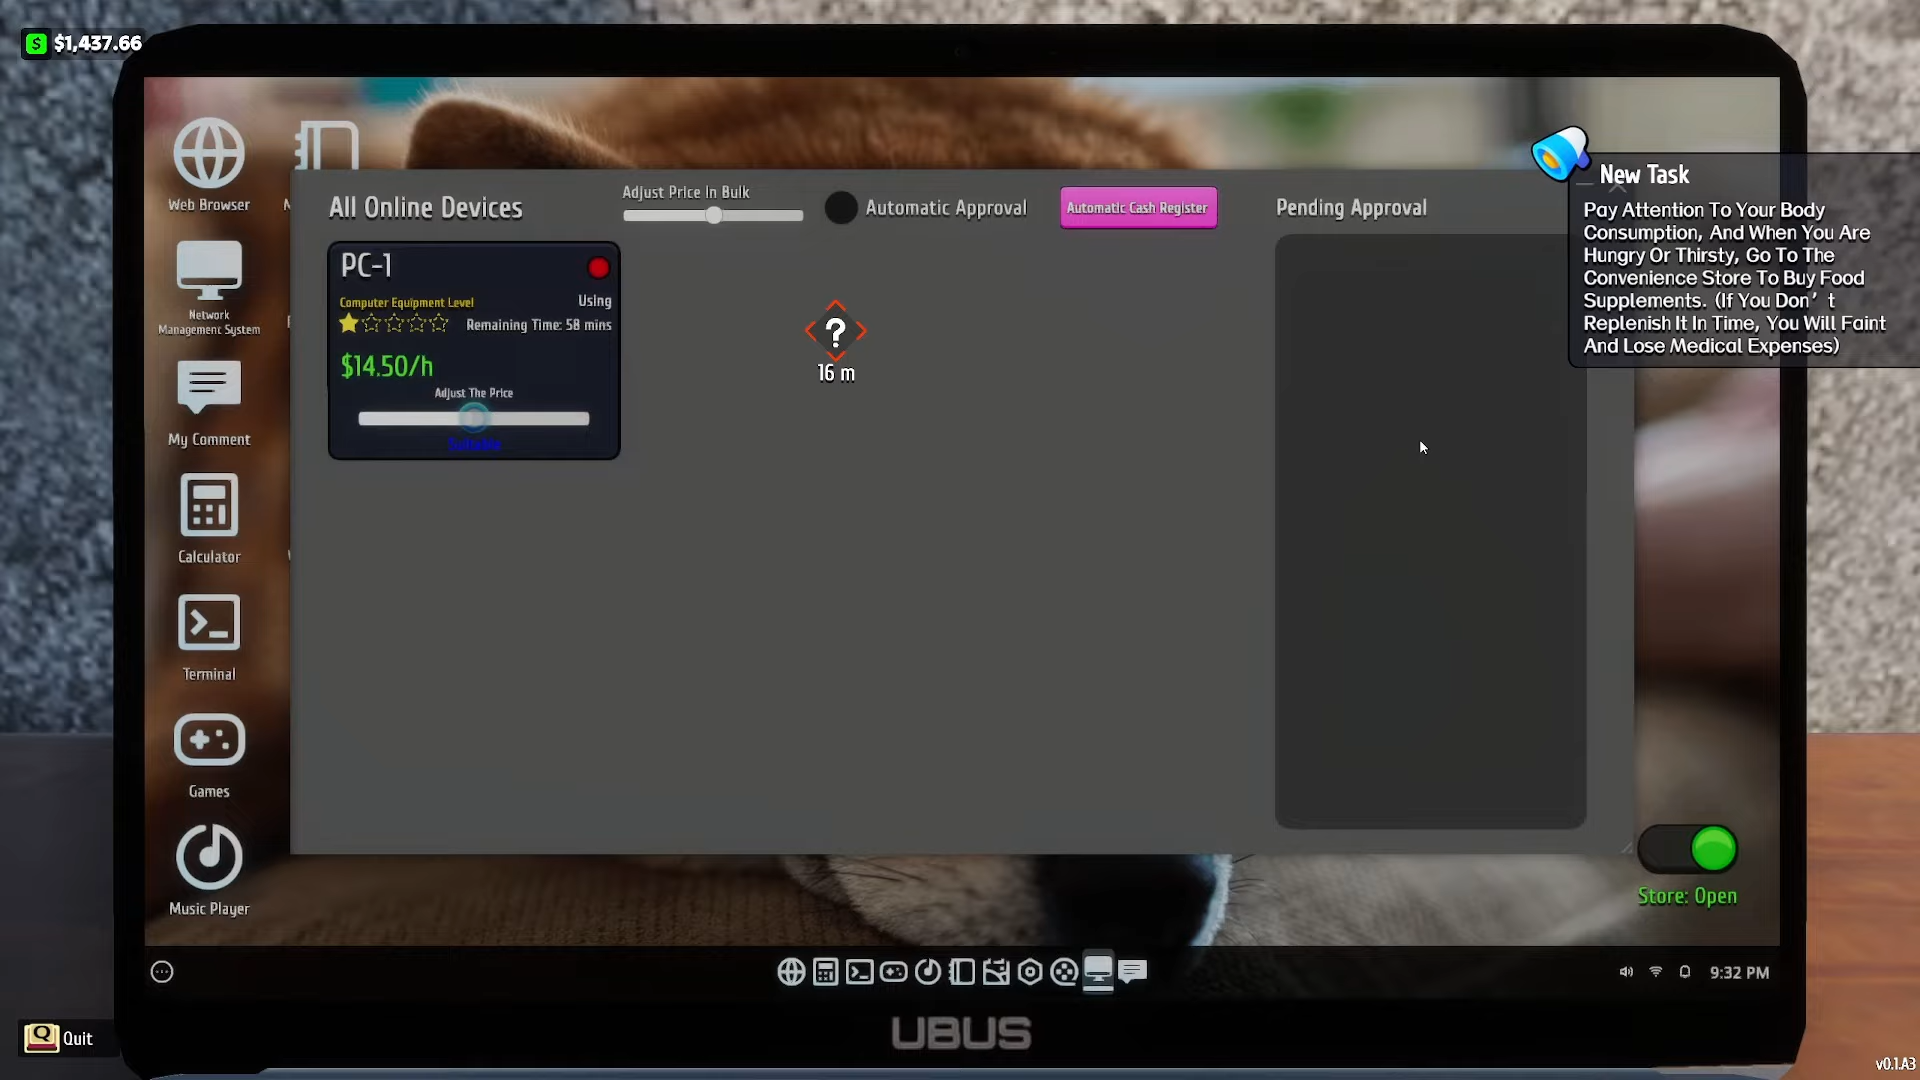 $1,437.66
Web Browser
Network
Management System
My Comment
Calculator
Terminal
Games
Music Player
All Online Devices
Adjust Price In Bulk
Automatic Approval
Automatic Cash Register
Pending Approval
PC-1
Computer Equipment Level
Using
Remaining Time: 58 mins
$14.50/h
Adjust The Price
Suitable
?
16 m
New Task
Pay Attention To Your Body
Consumption, And When You Are
Hungry Or Thirsty, Go To The
Convenience Store To Buy Food
Supplements. (If You Don’t
Replenish It In Time, You Will Faint
And Lose Medical Expenses)
Store: Open
9:32 PM
Q Quit
UBUS
v0.1.A3